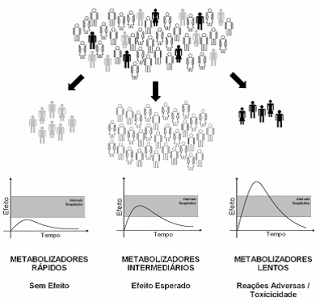 Efeito
Intervalo
Terapêutico
Tempo
Efeito
Intervalo
Terapêutico
Tempo
Efeito
Intervalo
Terapêutico
Tempo
METABOLIZADORES
RÁPIDOS
METABOLIZADORES
INTERMEDIÁRIOS
METABOLIZADORES
LENTOS
Sem Efeito
Efeito Esperado
Reações Adversas /
Toxicicidade